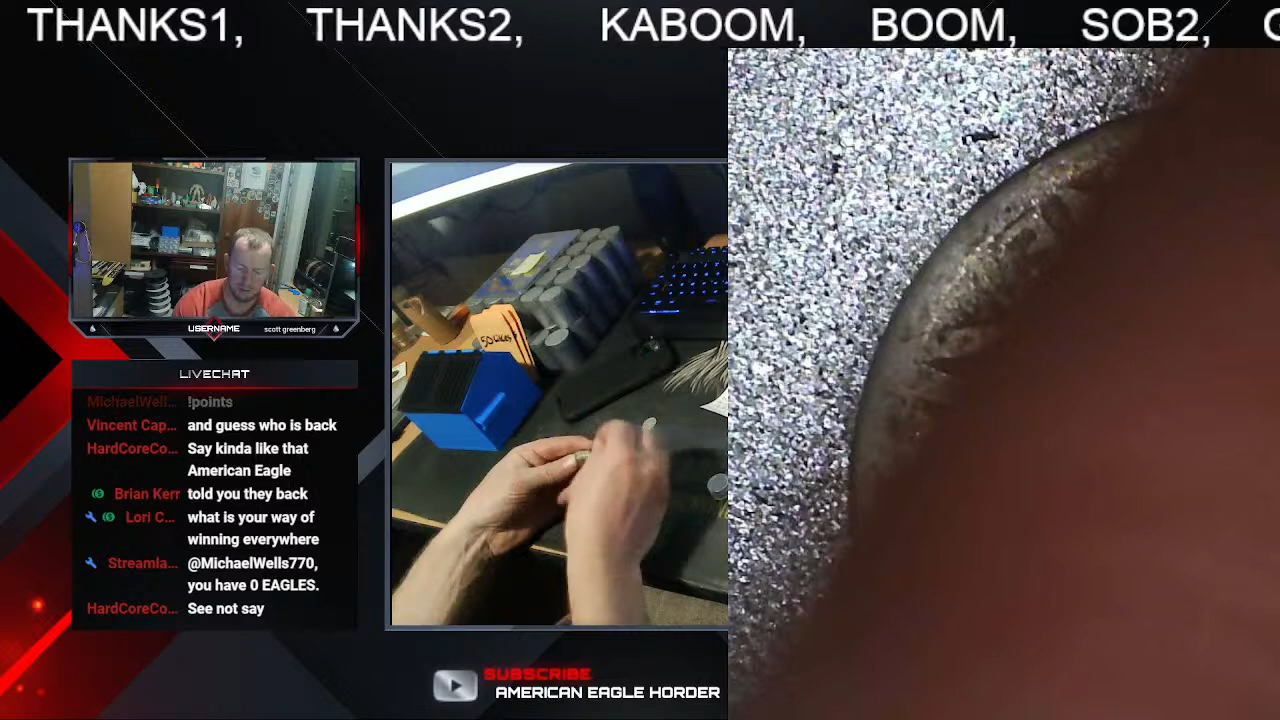 THANKS1, THANKS2, KABOOM, BOOM, SOB2,
USERNAME scott greenberg
LIVECHAT
MichaelWell... !points
Vincent Cap... and guess who is back
HardCoreCo... Say kinda like that
American Eagle
Brian Kerr told you they back
Lori C... what is your way of
winning everywhere
Streamla... @MichaelWells770,
you have 0 EAGLES.
HardCoreCo... See not say
SUBSCRIBE
AMERICAN EAGLE HORDER